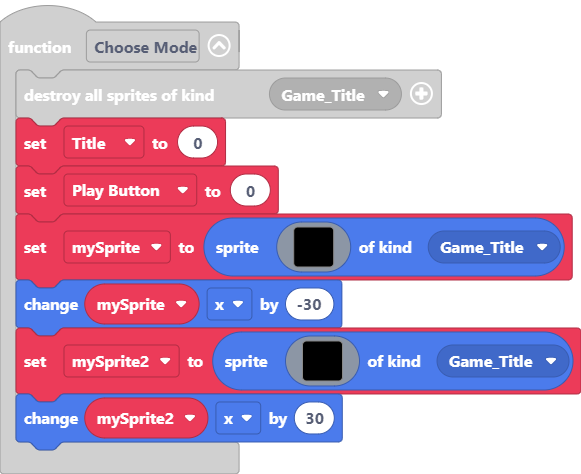 function Choose Mode
destroy all sprites of kind Game_Title
set Title to 0
set Play Button to 0
set mySprite to sprite of kind Game_Title
change mySprite x by -30
set mySprite2 to sprite of kind Game_Title
change mySprite2 x by 30